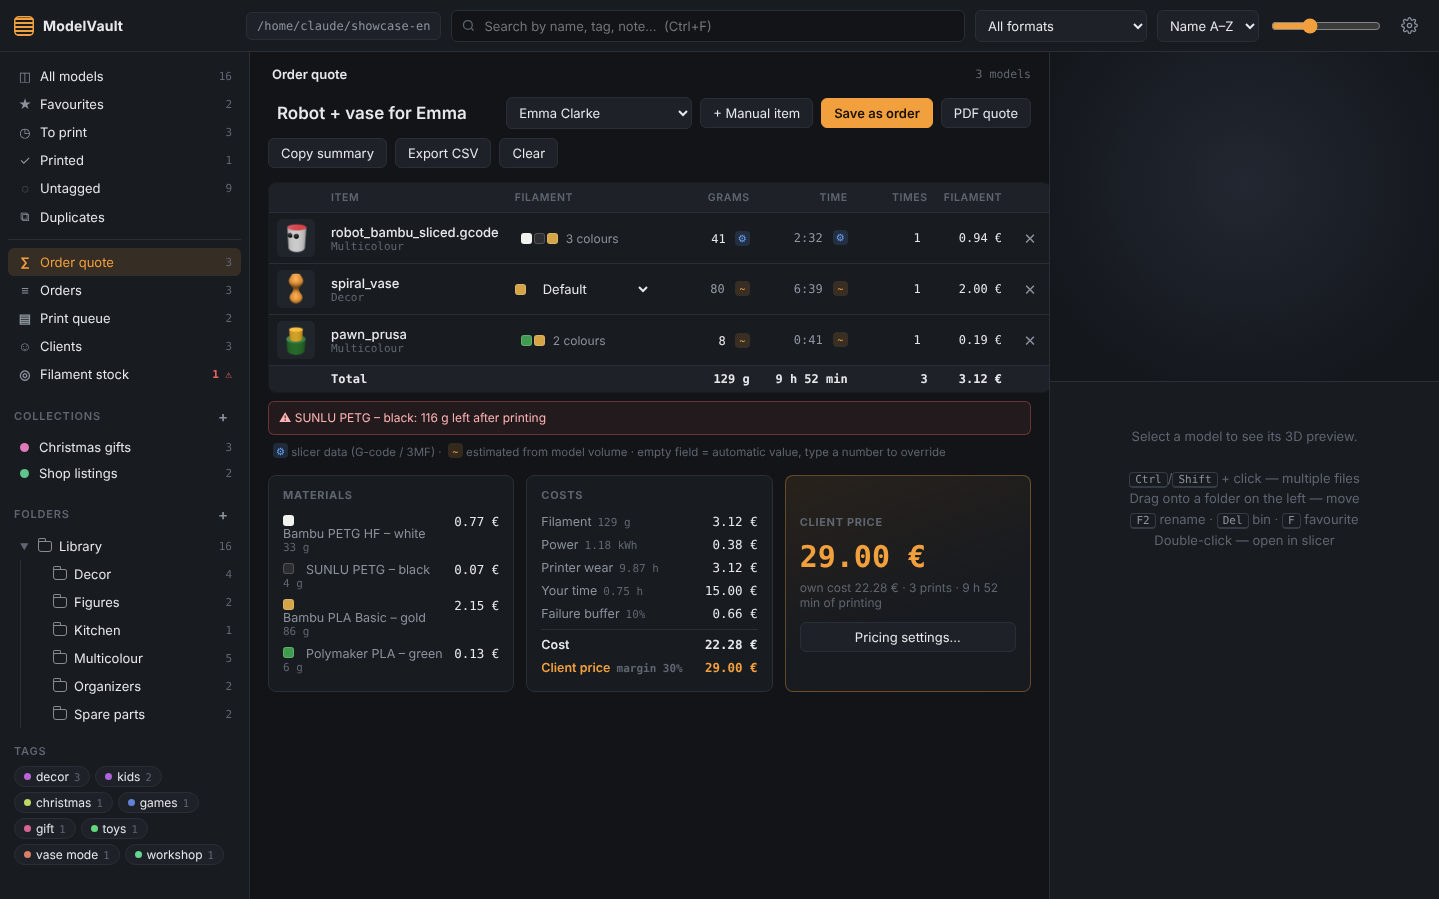 ModelVault
/home/claude/showcase-en
Search by name, tag, note... (Ctrl+F)
All formats
Name A–Z
All models 16
Favourites 2
To print 3
Printed 1
Untagged 9
Duplicates
Order quote 3
Orders 3
Print queue 2
Clients 3
Filament stock 1 ⚠
COLLECTIONS +
Christmas gifts 3
Shop listings 2
FOLDERS +
Library 16
Decor 4
Figures 2
Kitchen 1
Multicolour 5
Organizers 2
Spare parts 2
TAGS
decor 3 kids 2
christmas 1 games 1
gift 1 toys 1
vase mode 1 workshop 1
Order quote 3 models
Robot + vase for Emma Emma Clarke + Manual item Save as order PDF quote
Copy summary Export CSV Clear
ITEM FILAMENT GRAMS TIME TIMES FILAMENT
robot_bambu_sliced.gcode 3 colours 41 2:32 1 0.94 € ✕
Multicolour
spiral_vase Default 80 ~ 6:39 ~ 1 2.00 € ✕
Decor
pawn_prusa 2 colours 8 ~ 0:41 ~ 1 0.19 € ✕
Multicolour
Total 129 g 9 h 52 min 3 3.12 €
⚠ SUNLU PETG – black: 116 g left after printing
slicer data (G-code / 3MF) · ~ estimated from model volume · empty field = automatic value, type a number to override
MATERIALS
Bambu PETG HF – white 0.77 €
33 g
SUNLU PETG – black 0.07 €
4 g
Bambu PLA Basic – gold 2.15 €
86 g
Polymaker PLA – green 0.13 €
6 g
COSTS
Filament 129 g 3.12 €
Power 1.18 kWh 0.38 €
Printer wear 9.87 h 3.12 €
Your time 0.75 h 15.00 €
Failure buffer 10% 0.66 €
Cost 22.28 €
Client price margin 30% 29.00 €
CLIENT PRICE
29.00 €
own cost 22.28 € · 3 prints · 9 h 52
min of printing
Pricing settings...
Select a model to see its 3D preview.
Ctrl/Shift + click — multiple files
Drag onto a folder on the left — move
F2 rename · Del bin · F favourite
Double-click — open in slicer